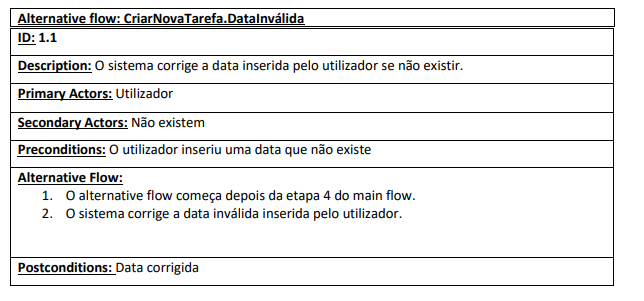 Alternative flow: CriarNovaTarefa.DataInválida
ID: 1.1
Description: O sistema corrige a data inserida pelo utilizador se não existir.
Primary Actors: Utilizador
Secondary Actors: Não existem
Preconditions: O utilizador inseriu uma data que não existe
Alternative Flow:
1. O alternative flow começa depois da etapa 4 do main flow.
2. O sistema corrige a data inválida inserida pelo utilizador.
Postconditions: Data corrigida